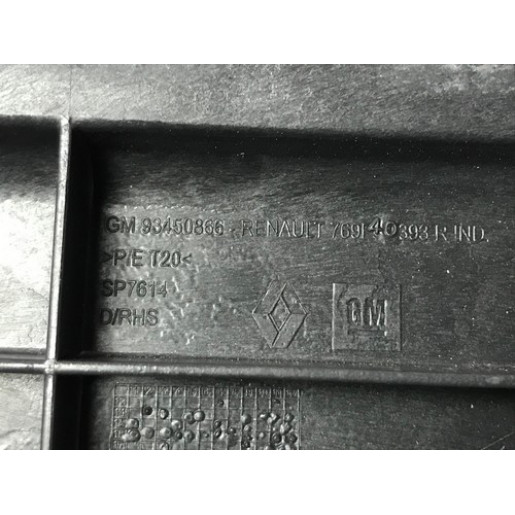 GM 93450866 - RENAULT 769140393 R IND.
>P/E T20<
SP7614
D/RHS
GM